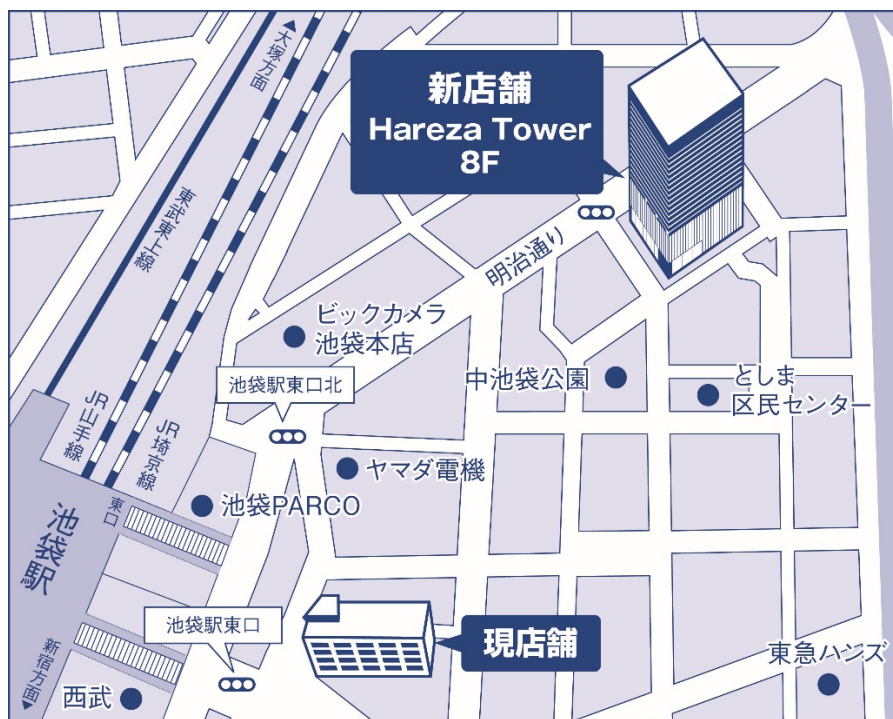 大塚方面
新店舗
Hareza Tower
8F
東武東上線
明治通り
ビックカメラ
池袋本店
池袋駅東口北
中池袋公園
としま
区民センター
JR山手線
JR埼京線
ヤマダ電機
池袋PARCO
東口
池袋駅
池袋駅東口
現店舗
東急ハンズ
新宿方面
西武